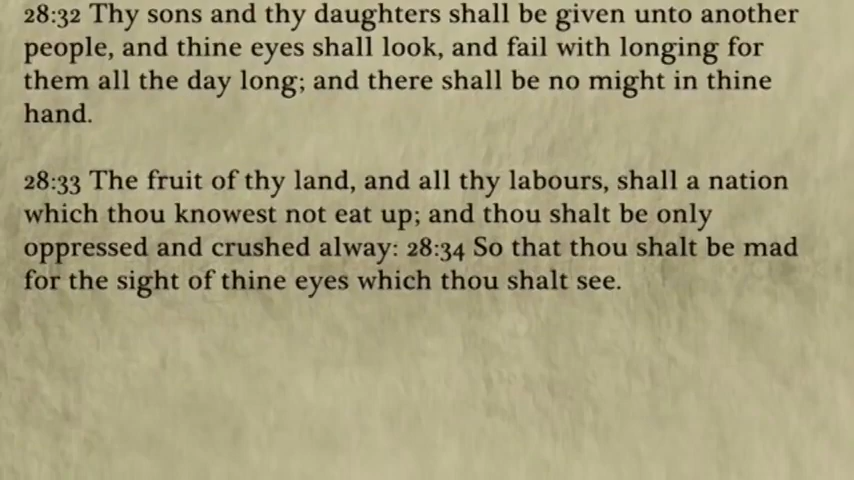 28:32 Thy sons and thy daughters shall be given unto another
people, and thine eyes shall look, and fail with longing for
them all the day long; and there shall be no might in thine
hand.
28:33 The fruit of thy land, and all thy labours, shall a nation
which thou knowest not eat up; and thou shalt be only
oppressed and crushed alway: 28:34 So that thou shalt be mad
for the sight of thine eyes which thou shalt see.